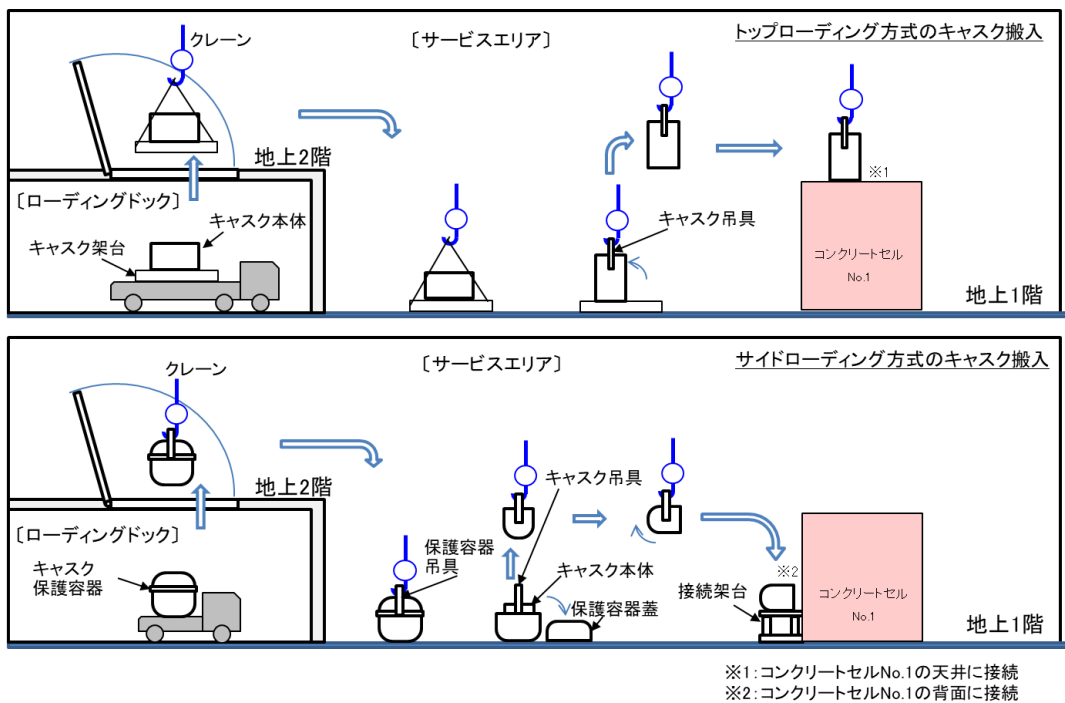 トップローディング方式のキャスク搬入
〔サービスエリア〕
クレーン
地上2階
〔ローディングドック〕
キャスク本体
キャスク架台
キャスク吊具
※1
コンクリートセル
No.1
地上1階
サイドローディング方式のキャスク搬入
〔サービスエリア〕
クレーン
地上2階
〔ローディングドック〕
キャスク
保護容器
保護容器
吊具
キャスク吊具
キャスク本体
保護容器蓋
※2
接続架台
コンクリートセル
No.1
地上1階
※1:コンクリートセルNo.1の天井に接続
※2:コンクリートセルNo.1の背面に接続